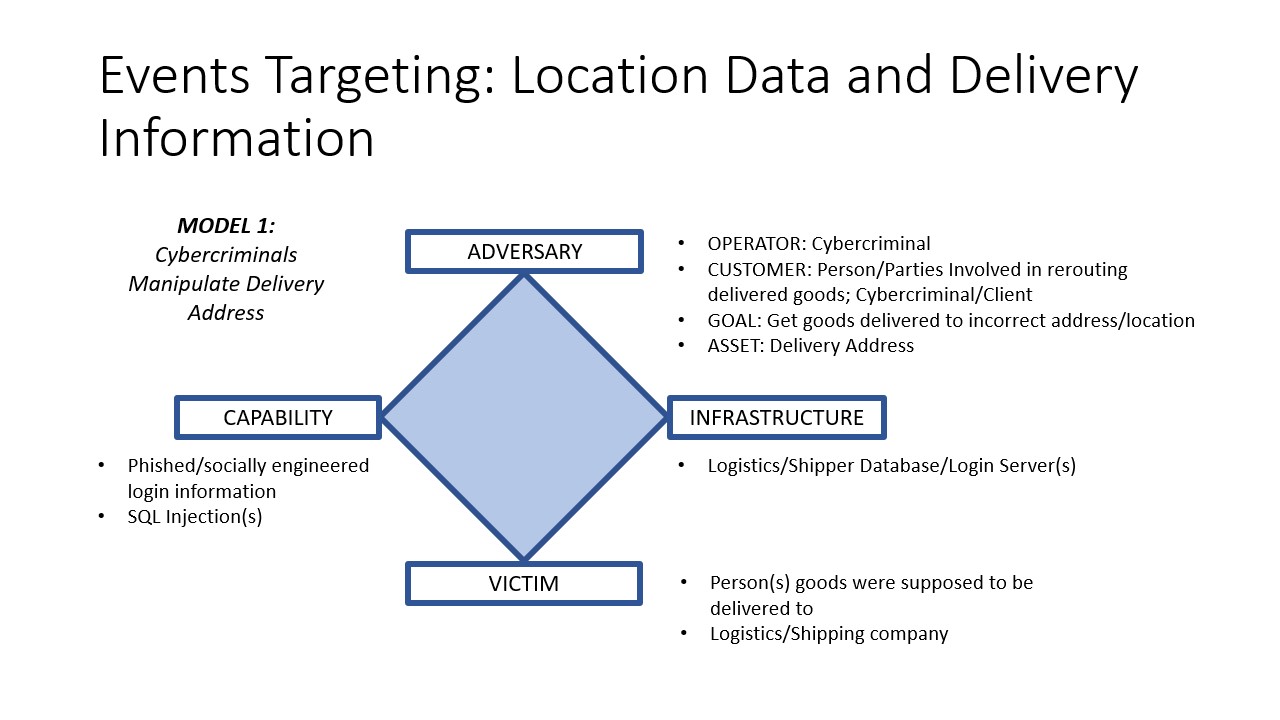 Events Targeting: Location Data and Delivery
Information
MODEL 1:
Cybercriminals
Manipulate Delivery
Address
ADVERSARY
• OPERATOR: Cybercriminal
• CUSTOMER: Person/Parties Involved in rerouting
delivered goods; Cybercriminal/Client
• GOAL: Get goods delivered to incorrect address/location
• ASSET: Delivery Address
CAPABILITY
• Phished/socially engineered
login information
• SQL Injection(s)
INFRASTRUCTURE
• Logistics/Shipper Database/Login Server(s)
VICTIM
• Person(s) goods were supposed to be
delivered to
• Logistics/Shipping company